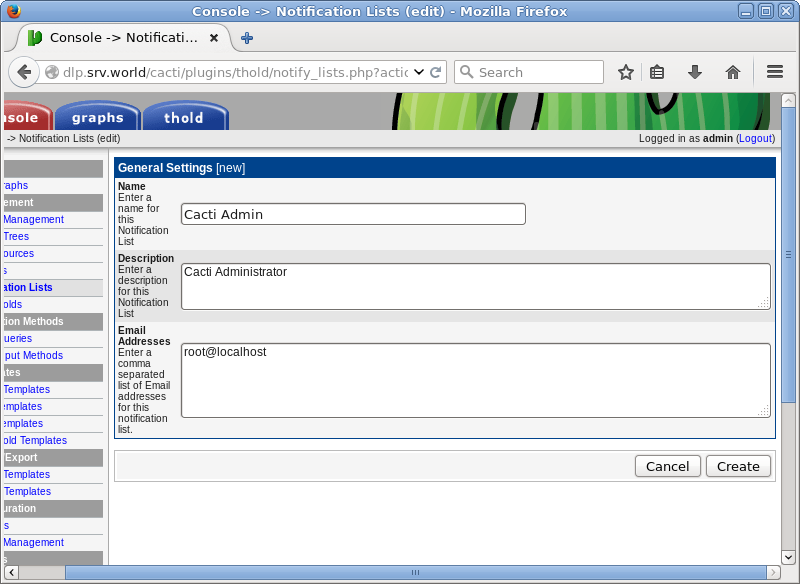 Console -> Notification Lists (edit) - Mozilla Firefox
Console -> Notificati...
dlp.srv.world/cacti/plugins/thold/notify_lists.php?actic
Search
nsole graphs thold
-> Notification Lists (edit) Logged in as admin (Logout)
raphs
ement
Management
Trees
ources
s
ation Lists
olds
tion Methods
ueries
put Methods
ates
Templates
emplates
emplates
old Templates
Export
Templates
Templates
uration
s
Management
s
General Settings [new]
Name
Enter a
name for
this
Notification
List
Cacti Admin
Description
Enter a
description
for this
Notification
List
Cacti Administrator
Email
Addresses
Enter a
comma
separated
list of Email
addresses
for this
notification
list.
root@localhost
Cancel Create